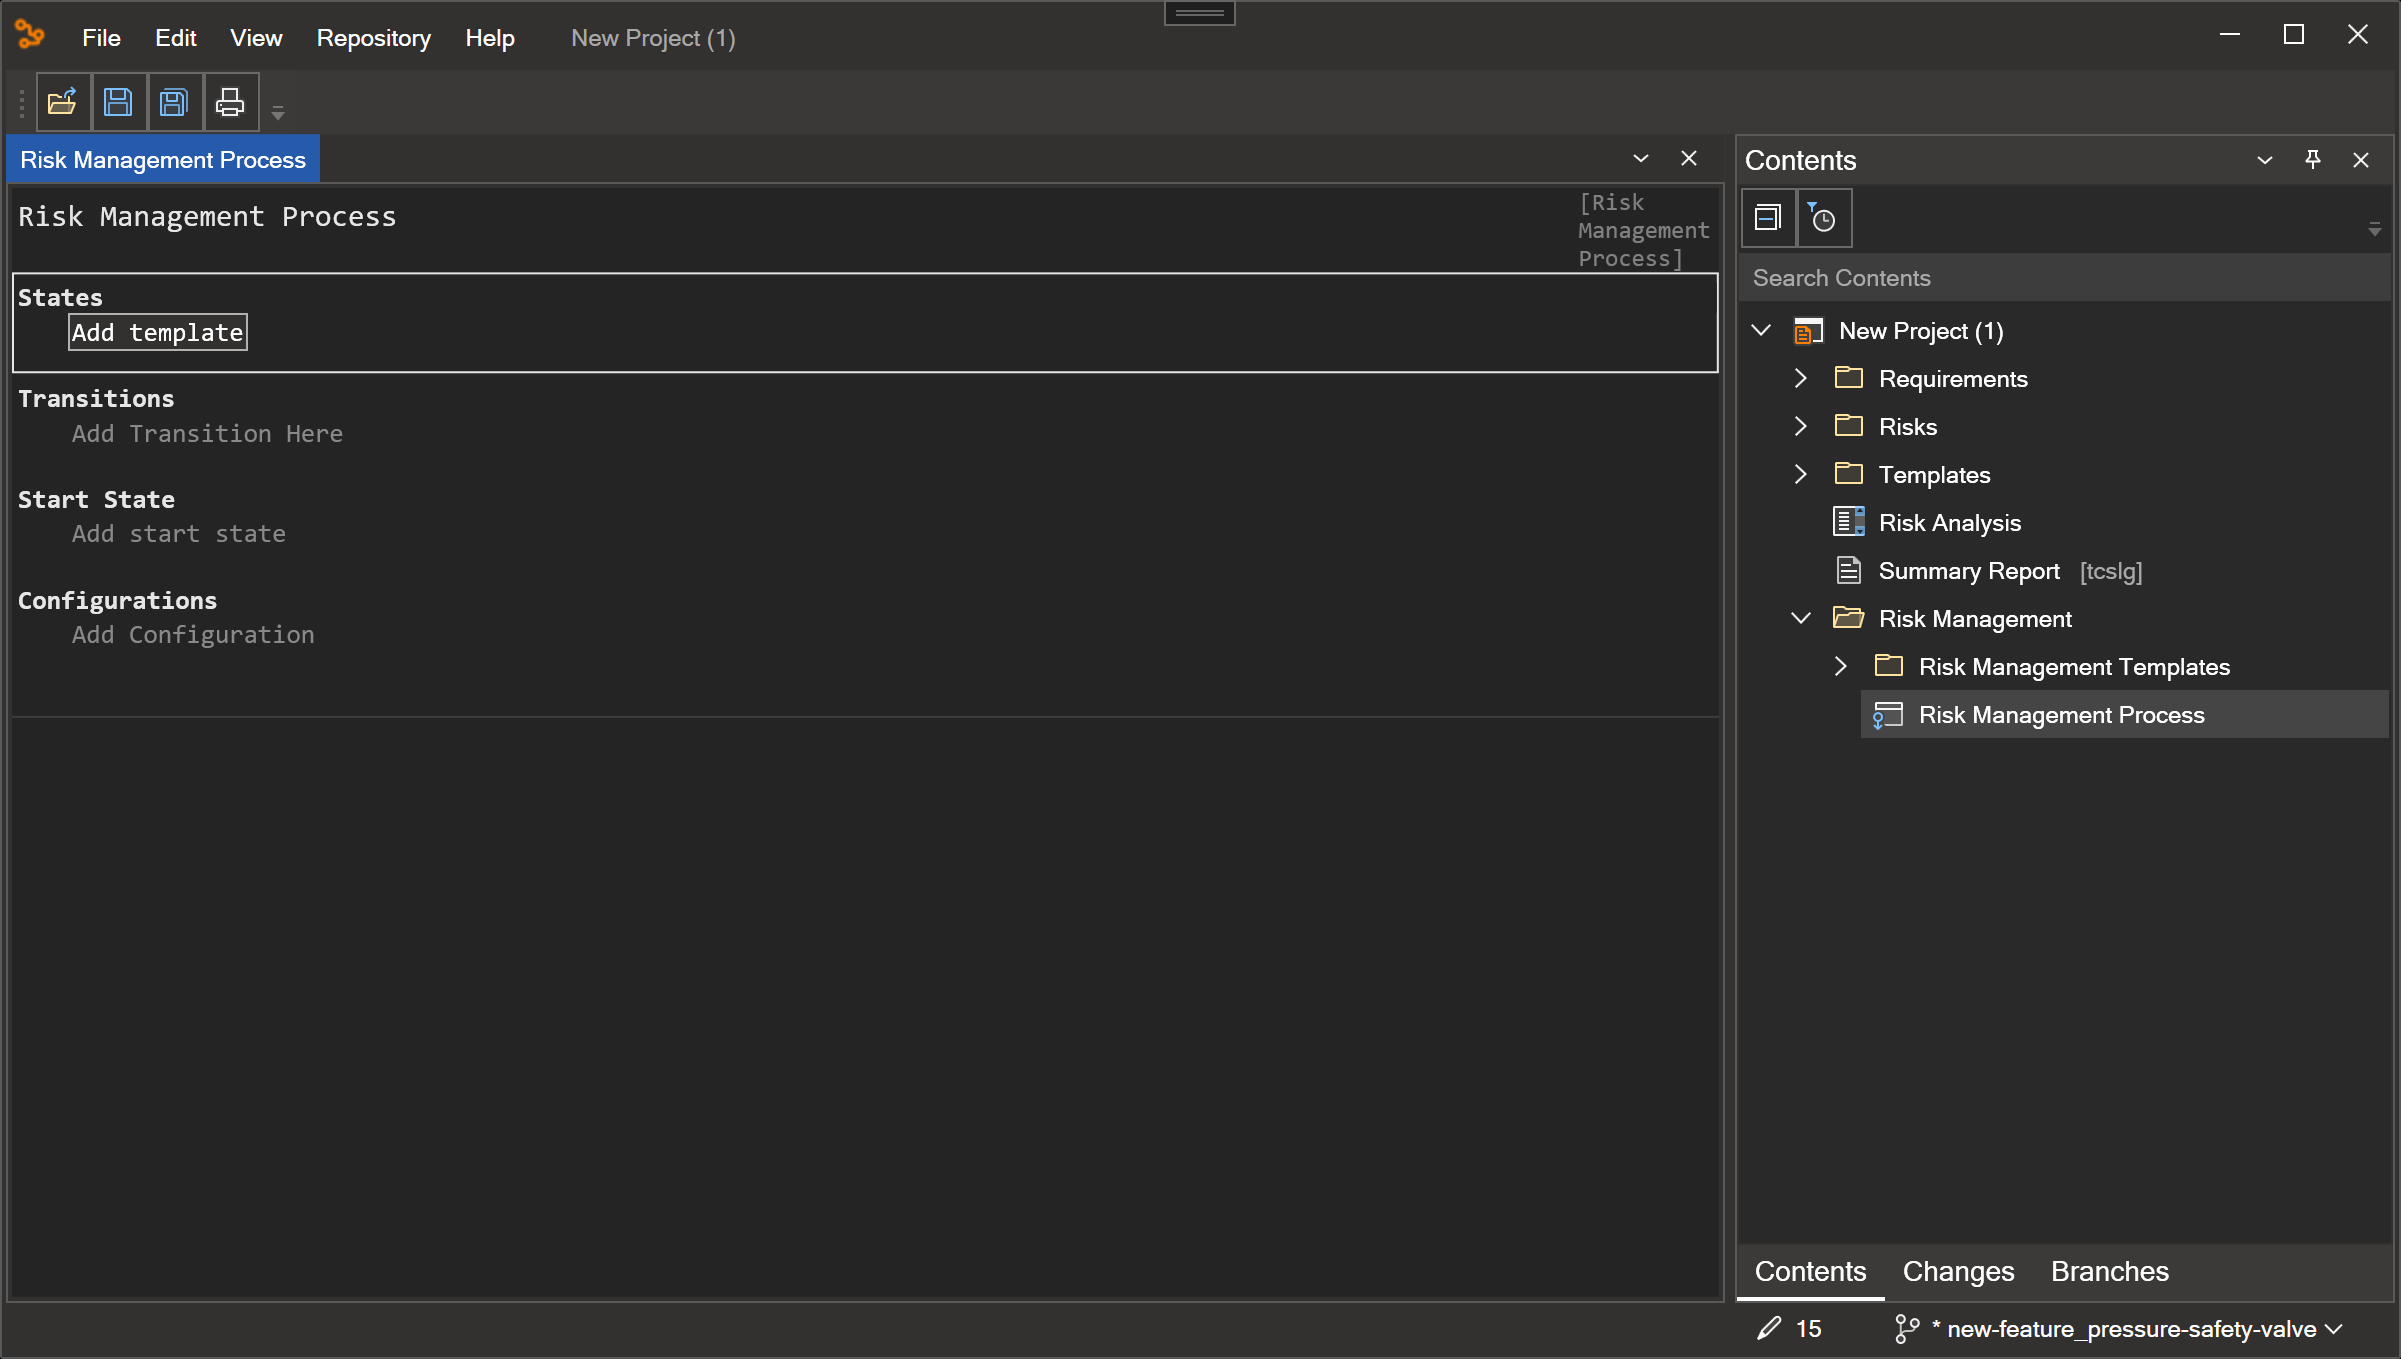 File Edit View Repository Help New Project (1)
Risk Management Process
Risk Management Process
[Risk
Management
Process]
States
Add template
Transitions
Add Transition Here
Start State
Add start state
Configurations
Add Configuration
Contents
Search Contents
New Project (1)
Requirements
Risks
Templates
Risk Analysis
Summary Report [tcslg]
Risk Management
Risk Management Templates
Risk Management Process
Contents Changes Branches
15 * new-feature_pressure-safety-valve